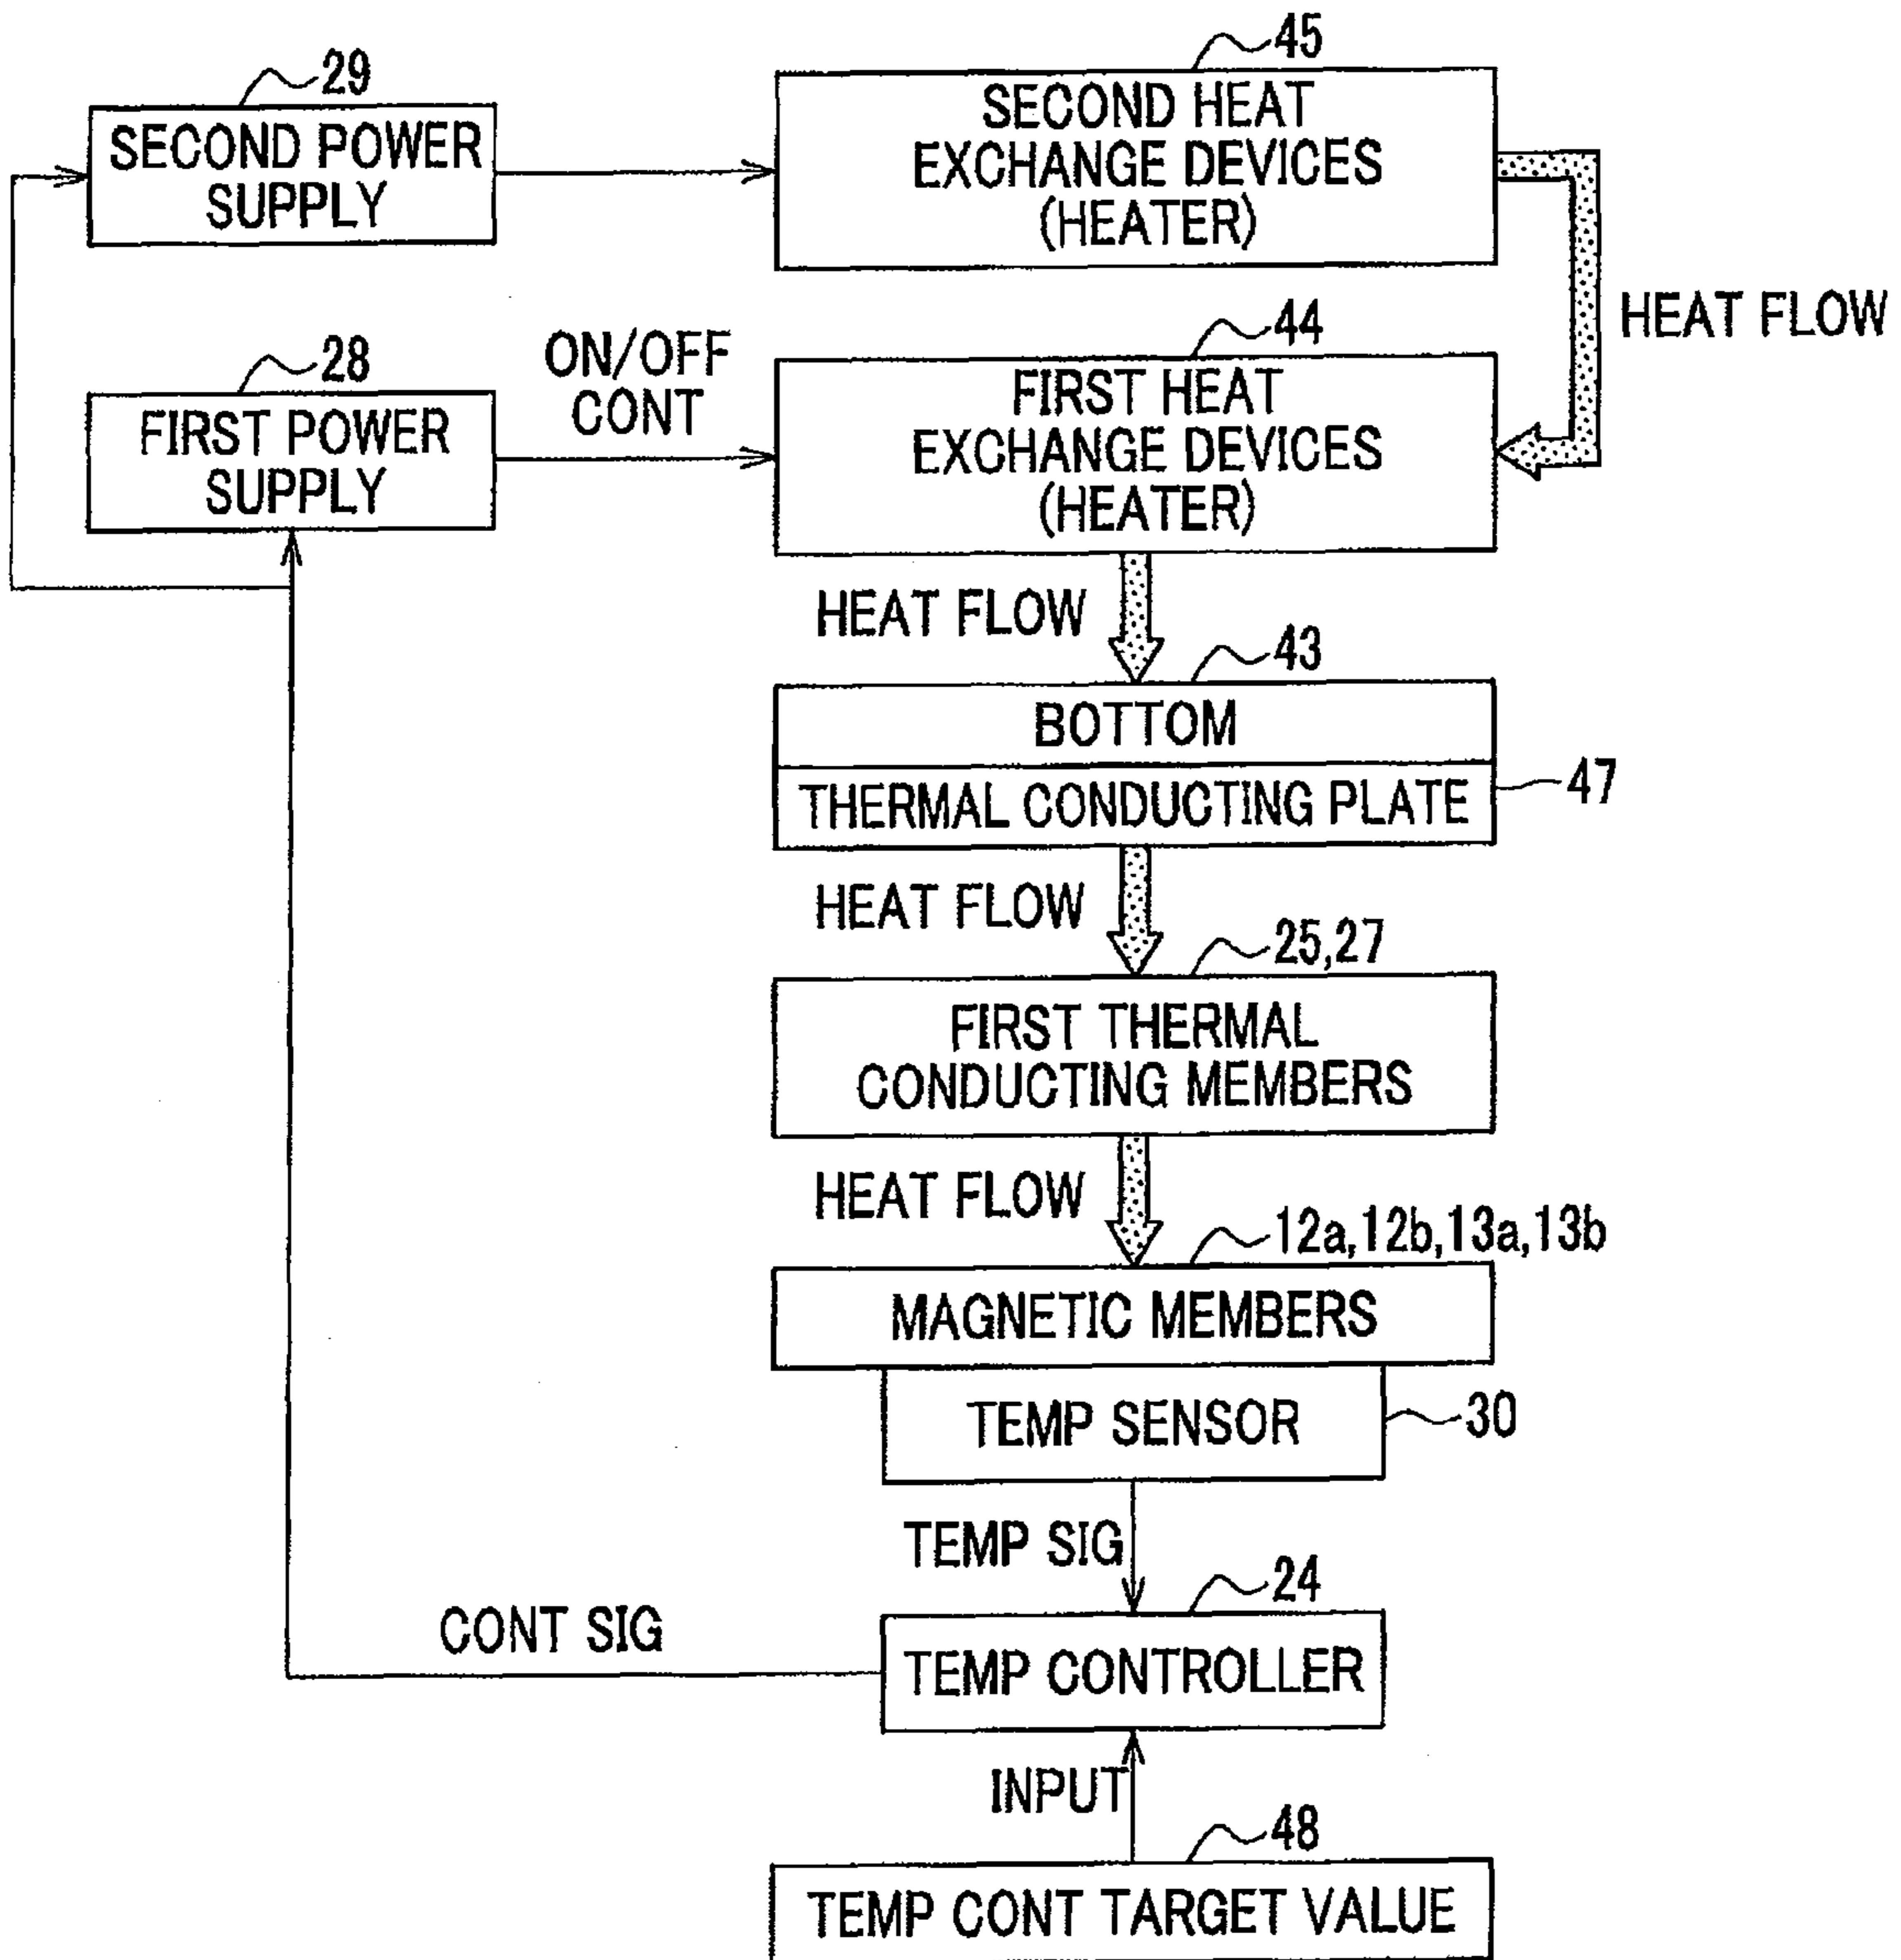 45
29
SECOND HEAT
EXCHANGE DEVICES
(HEATER)
SECOND POWER
SUPPLY
HEAT FLOW
44
28
ON/OFF
CONT
FIRST HEAT
EXCHANGE DEVICES
(HEATER)
FIRST POWER
SUPPLY
HEAT FLOW
43
BOTTOM
THERMAL CONDUCTING PLATE
47
HEAT FLOW
25,27
FIRST THERMAL
CONDUCTING MEMBERS
HEAT FLOW
12a,12b,13a,13b
MAGNETIC MEMBERS
TEMP SENSOR
30
TEMP SIG
24
CONT SIG
TEMP CONTROLLER
INPUT
48
TEMP CONT TARGET VALUE